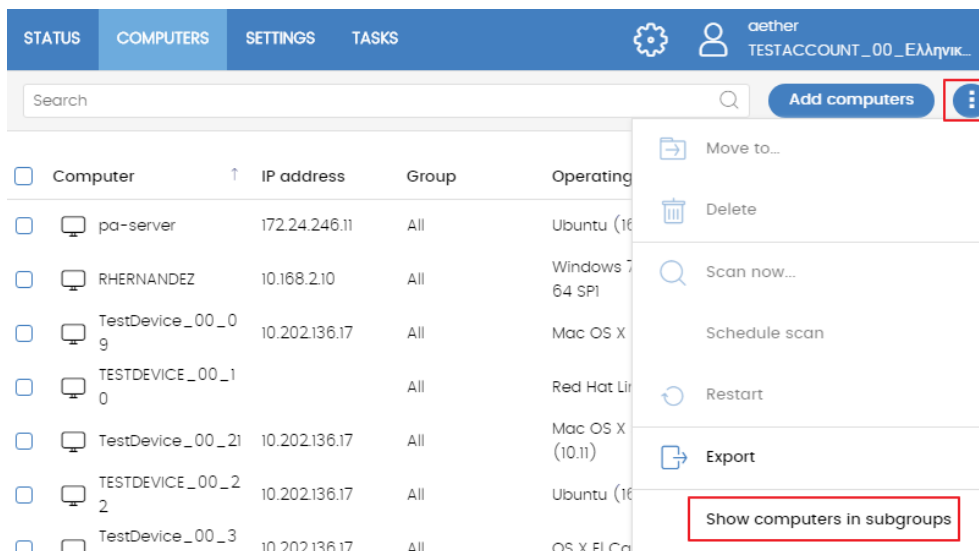 STATUS COMPUTERS SETTINGS TASKS
aether
TESTACCOUNT_00_Ελληνικ...
Search
Add computers
Computer IP address Group Operating
Move to...
Delete
Scan now...
Schedule scan
Restart
Export
Show computers in subgroups
pa-server 172.24.246.11 All Ubuntu (16
RHERNANDEZ 10.168.2.10 All Windows 7
64 SP1
TestDevice_00_0
9
10.202.136.17 All Mac OS X
TESTDEVICE_00_1
0
All Red Hat Lin
TestDevice_00_21 10.202.136.17 All Mac OS X
(10.11)
TESTDEVICE_00_2
2
10.202.136.17 All Ubuntu (16
TestDevice_00_3
10.202.136.17 All OS X El Ca